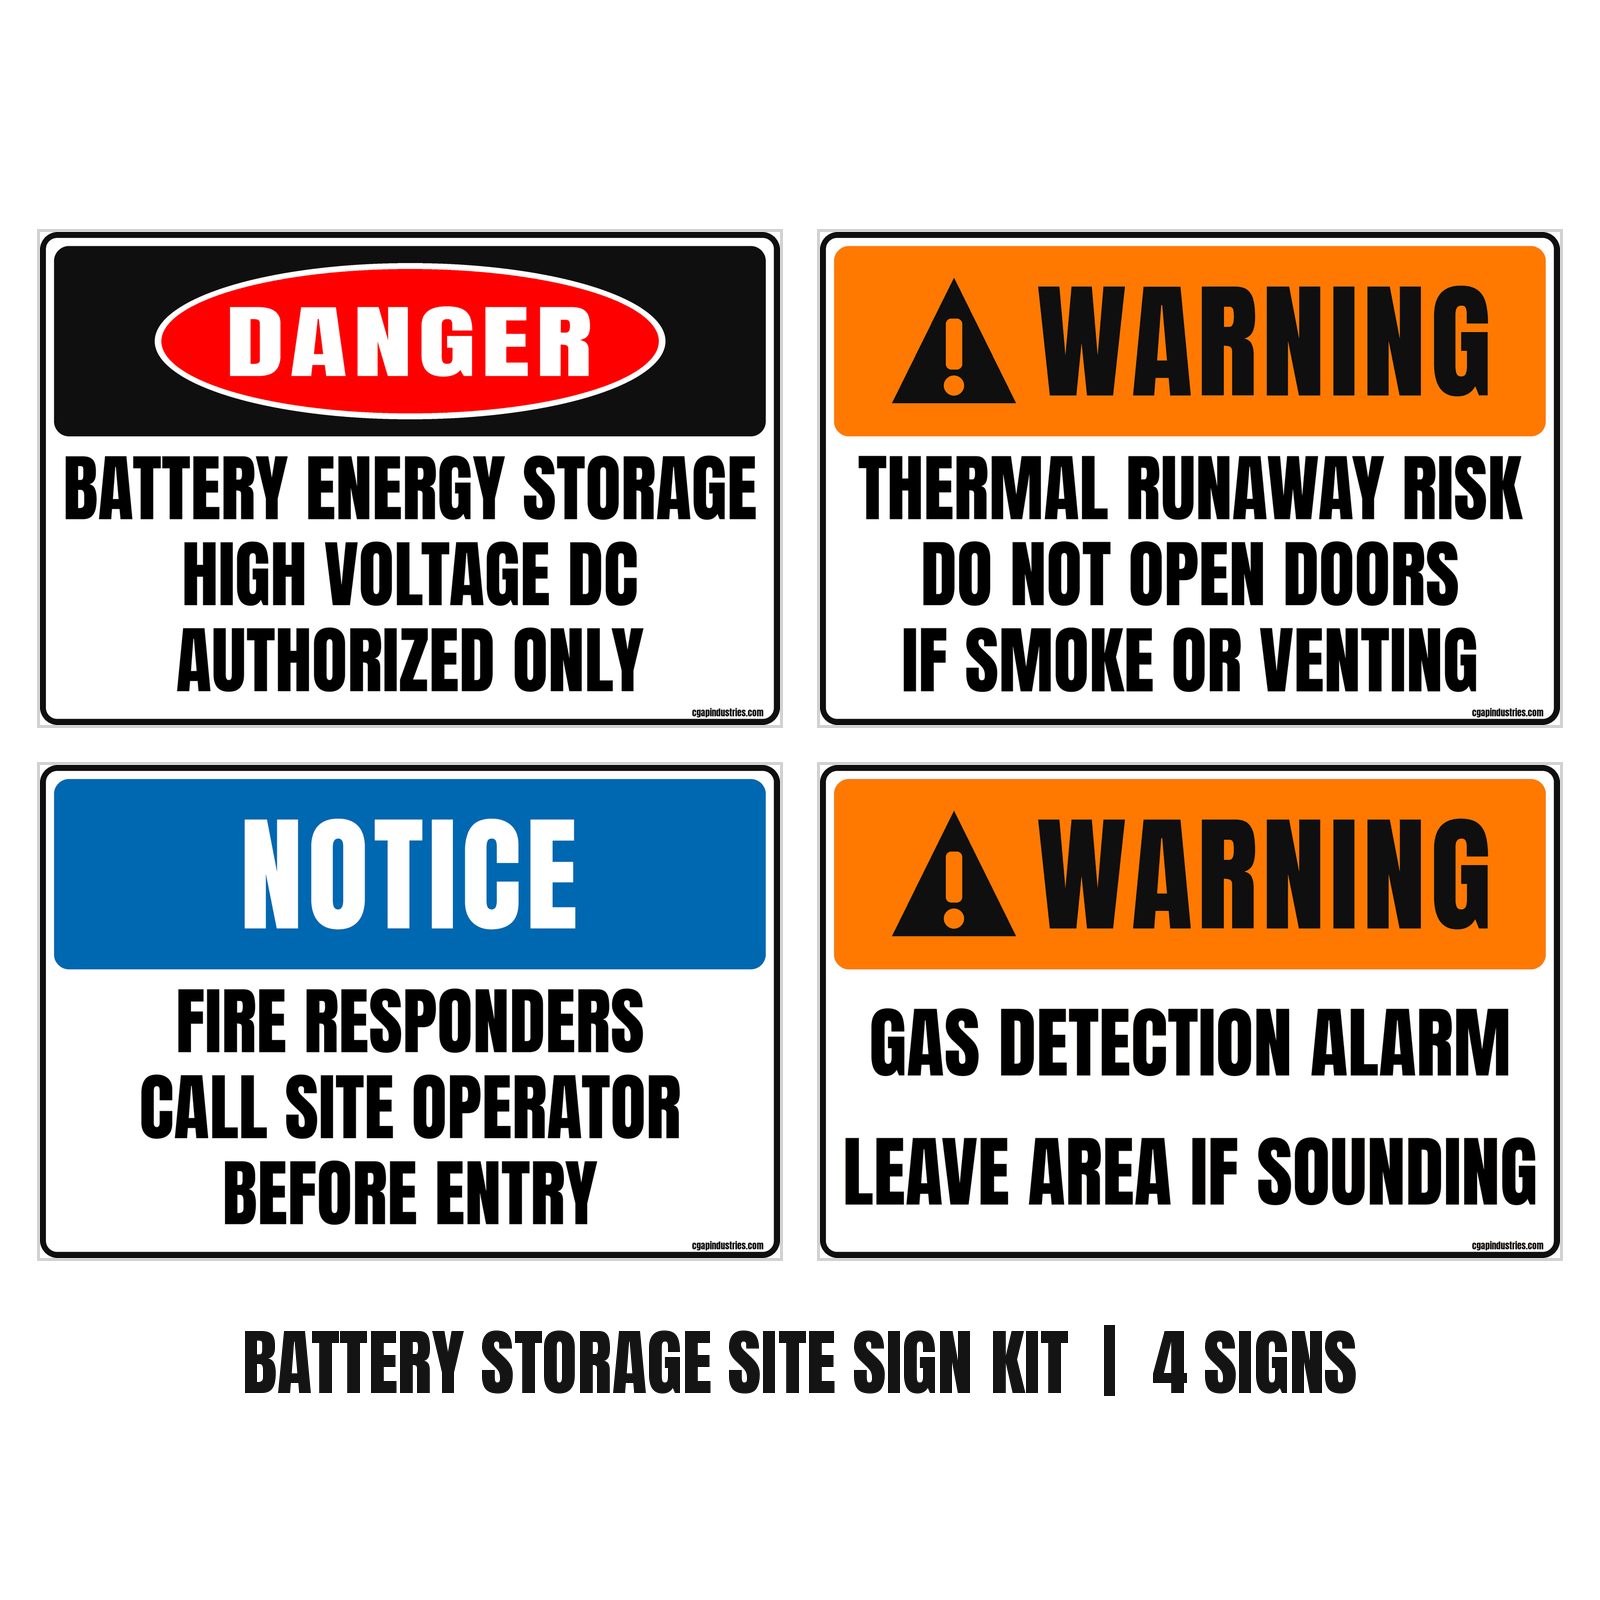 DANGER
BATTERY ENERGY STORAGE
HIGH VOLTAGE DC
AUTHORIZED ONLY
cgapindustries.com
WARNING
THERMAL RUNAWAY RISK
DO NOT OPEN DOORS
IF SMOKE OR VENTING
cgapindustries.com
NOTICE
FIRE RESPONDERS
CALL SITE OPERATOR
BEFORE ENTRY
cgapindustries.com
WARNING
GAS DETECTION ALARM
LEAVE AREA IF SOUNDING
cgapindustries.com
BATTERY STORAGE SITE SIGN KIT | 4 SIGNS